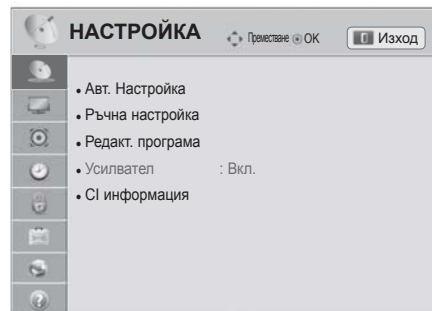 НАСТРОЙКА Преместване OK Изход
• Авт. Настройка
• Ръчна настройка
• Редакт. програма
• Усилвател : Вкл.
• CI информация